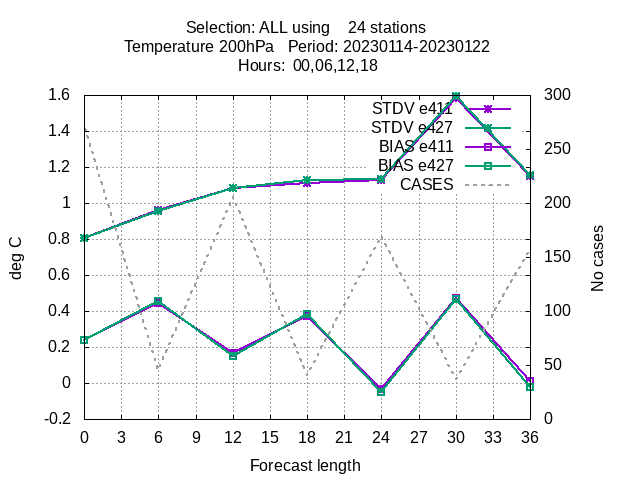 Selection: ALL using    24 stations
Temperature 200hPa   Period: 20230114-20230122
Hours:  00,06,12,18
1.6
1.4
1.2
1
0.8
0.6
0.4
0.2
0
-0.2
deg C
STDV e411
STDV e427
BIAS e411
BIAS e427
CASES
300
250
200
150
100
50
0
No cases
0 3 6 9 12 15 18 21 24 27 30 33 36
Forecast length